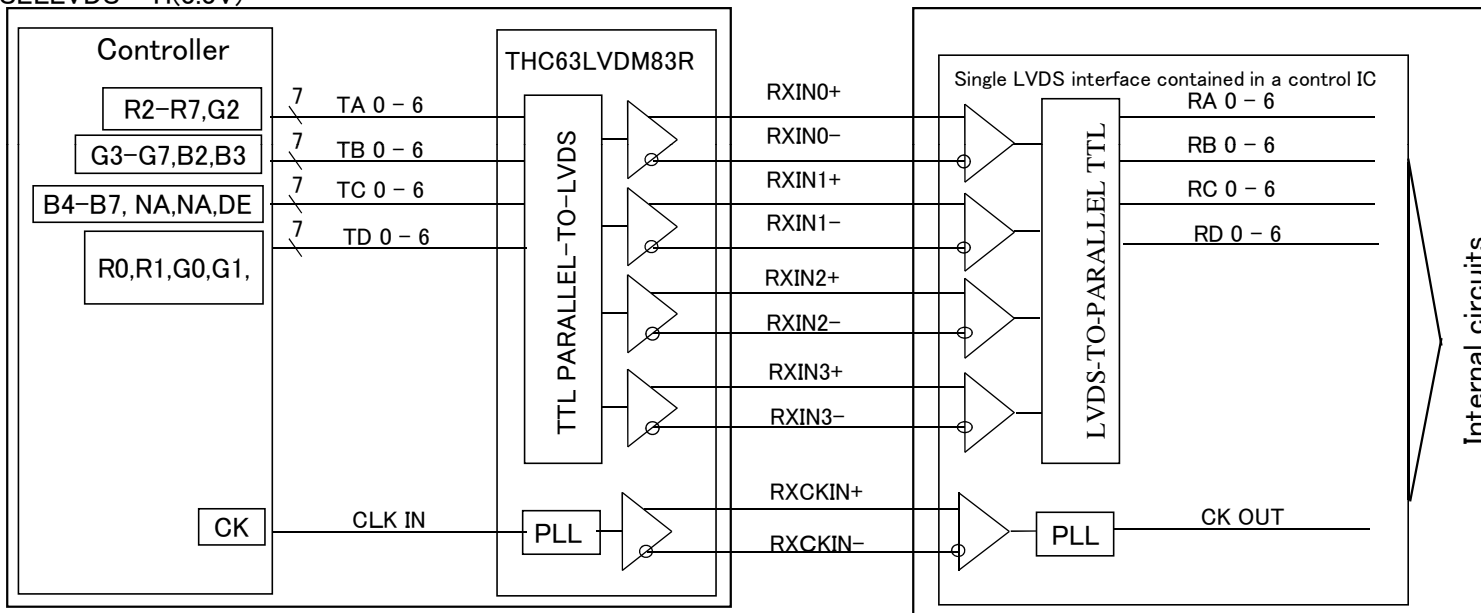 Controller
R2-R7,G2
G3-G7,B2,B3
B4-B7, NA,NA,DE
R0,R1,G0,G1,
CK
7
TA 0 - 6
7
TB 0 - 6
7
TC 0 - 6
7
TD 0 - 6
CLK IN
THC63LVDM83R
TTL PARALLEL-TO-LVDS
PLL
RXIN0+
RXIN0-
RXIN1+
RXIN1-
RXIN2+
RXIN2-
RXIN3+
RXIN3-
RXCKIN+
RXCKIN-
Single LVDS interface contained in a control IC
LVDS-TO-PARALLEL TTL
PLL
RA 0 - 6
RB 0 - 6
RC 0 - 6
RD 0 - 6
CK OUT
Internal circuits